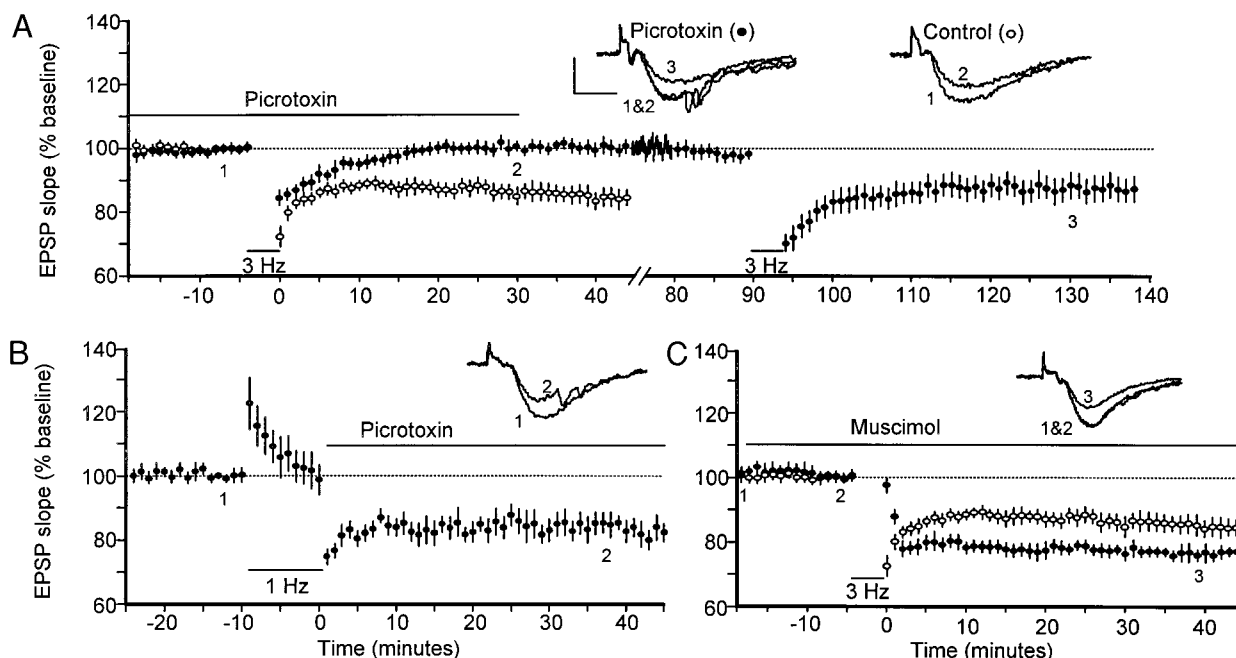 A
Picrotoxin (●)
Control (○)
3
1&2
2
1
Picrotoxin
EPSP slope (% baseline)
140
120
100
80
60
1
2
3
3 Hz
3 Hz
-10 0 10 20 30 40 80 90 100 110 120 130 140
B
140
120
100
80
60
EPSP slope (% baseline)
2
1
Picrotoxin
1
2
1 Hz
-20 -10 0 10 20 30 40
Time (minutes)
C
140
120
100
80
60
3
1&2
Muscimol
1
2
3
3 Hz
-10 0 10 20 30 40
Time (minutes)